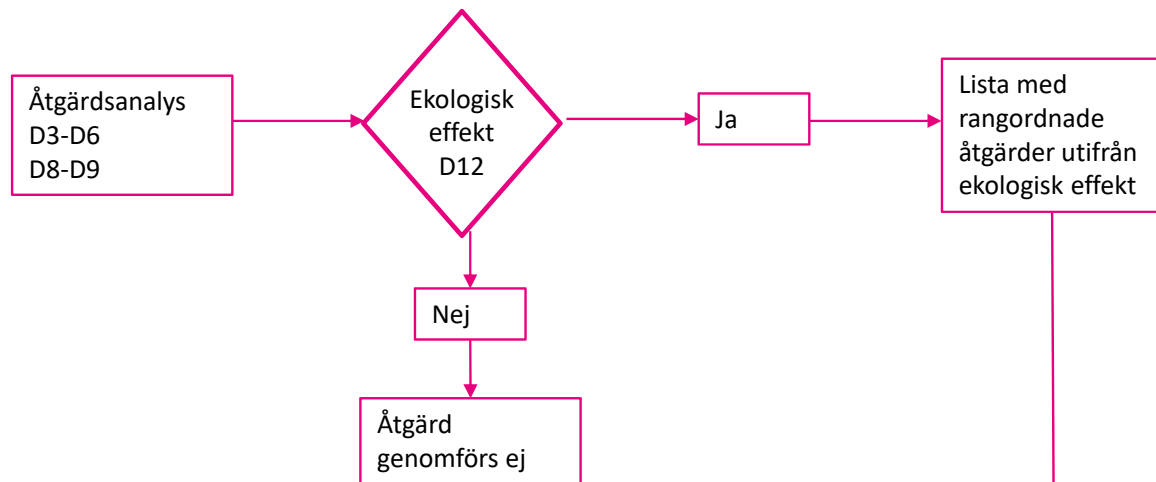 Åtgärdsanalys
D3-D6
D8-D9
Ekologisk
effekt
D12
Ja
Lista med
rangordnade
åtgärder utifrån
ekologisk effekt
Nej
Åtgärd
genomförs ej